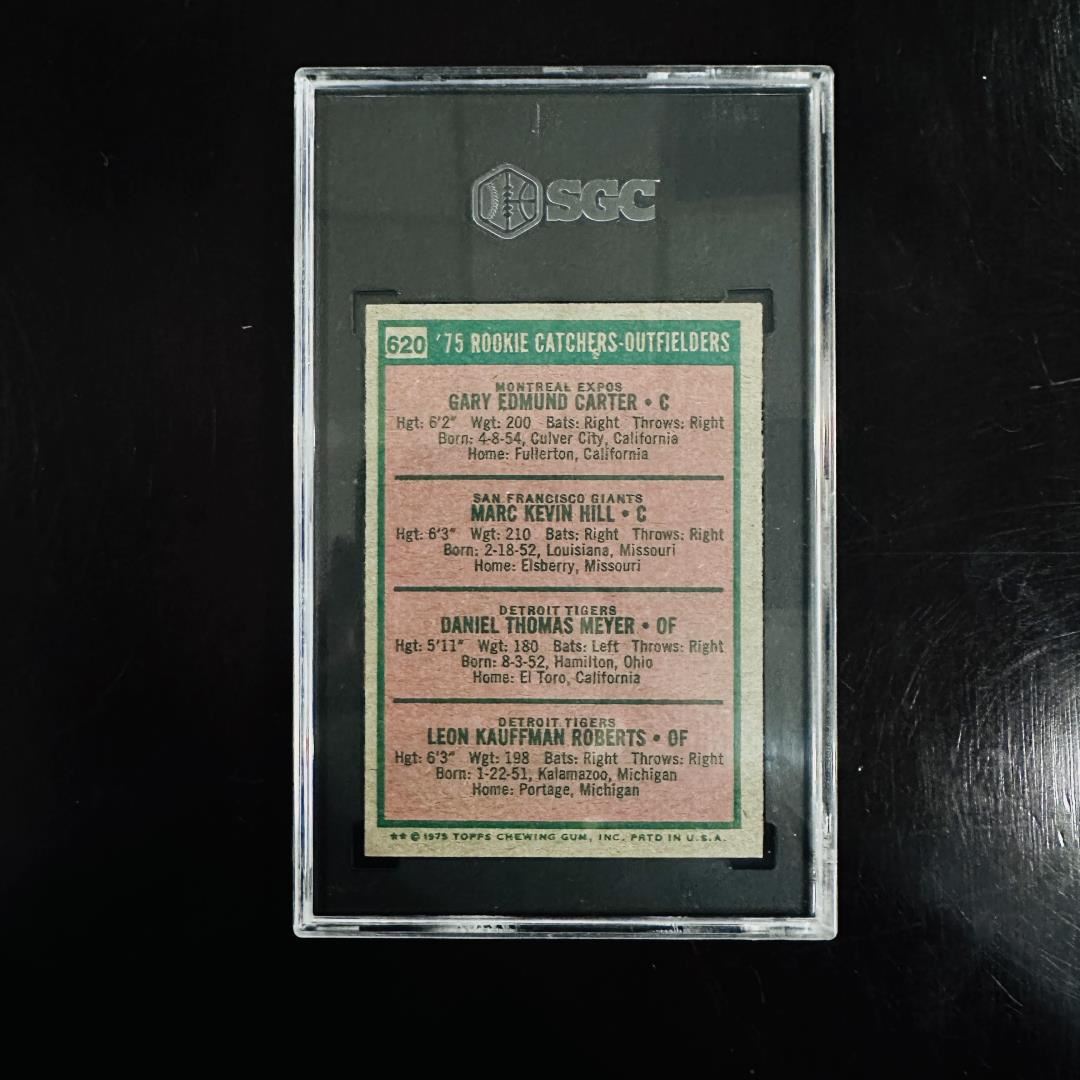 SGC
620 '75 ROOKIE CATCHERS-OUTFIELDERS
MONTREAL EXPOS
GARY EDMUND CARTER • C
Hgt: 6'2" Wgt: 200 Bats: Right Throws: Right
Born: 4-8-54, Culver City, California
Home: Fullerton, California
SAN FRANCISCO GIANTS
MARC KEVIN HILL • C
Hgt: 6'3" Wgt: 210 Bats: Right Throws: Right
Born: 2-18-52, Louisiana, Missouri
Home: Elsberry, Missouri
DETROIT TIGERS
DANIEL THOMAS MEYER • OF
Hgt: 5'11" Wgt: 180 Bats: Left Throws: Right
Born: 8-3-52, Hamilton, Ohio
Home: El Toro, California
DETROIT TIGERS
LEON KAUFFMAN ROBERTS • OF
Hgt: 6'3" Wgt: 198 Bats: Right Throws: Right
Born: 1-22-51, Kalamazoo, Michigan
Home: Portage, Michigan
** © 1975 TOPPS CHEWING GUM, INC. PRTD IN U.S.A.